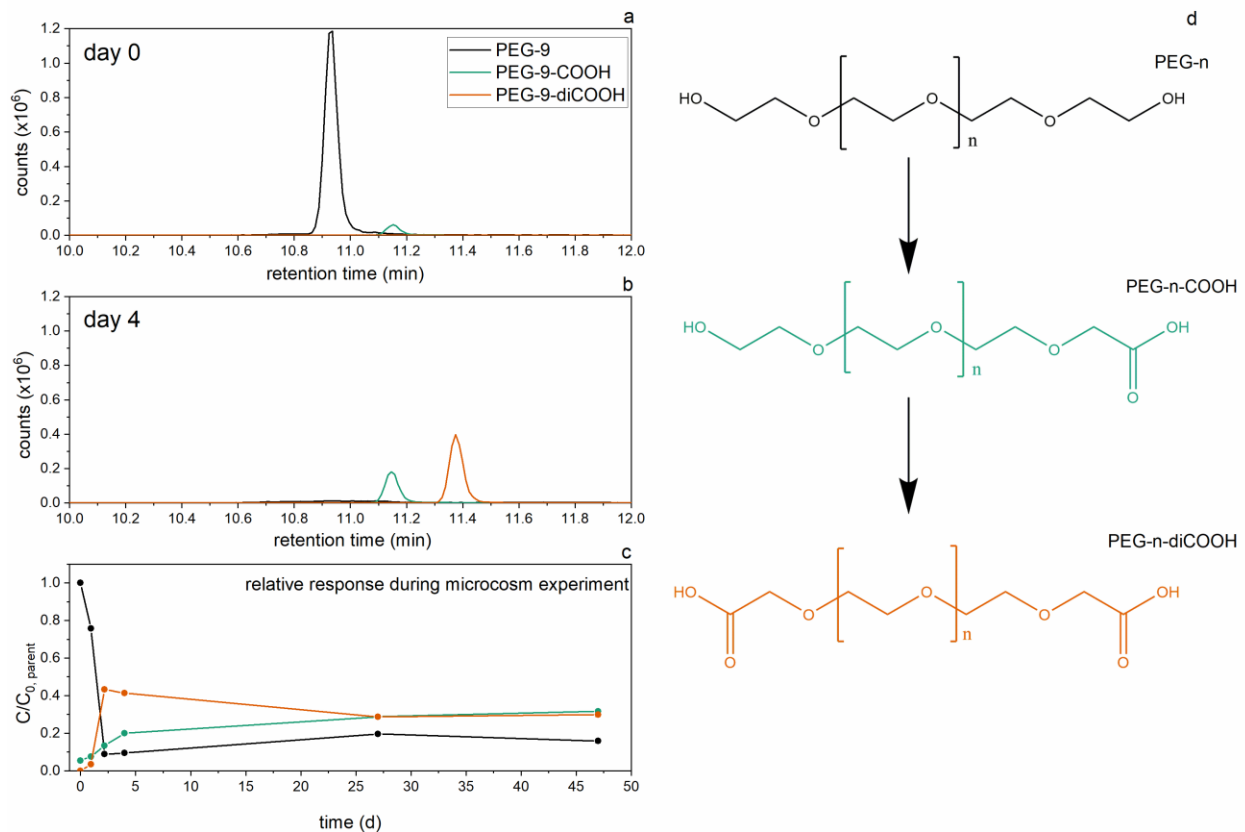 a
day 0
PEG-9
PEG-9-COOH
PEG-9-diCOOH
counts (x10⁶)
1.2
1.0
0.8
0.6
0.4
0.2
0.0
10.0 10.2 10.4 10.6 10.8 11.0 11.2 11.4 11.6 11.8 12.0
retention time (min)
b
day 4
counts (x10⁶)
1.2
1.0
0.8
0.6
0.4
0.2
0.0
10.0 10.2 10.4 10.6 10.8 11.0 11.2 11.4 11.6 11.8 12.0
retention time (min)
c
relative response during microcosm experiment
C/C₀, parent
1.0
0.8
0.6
0.4
0.2
0.0
0 5 10 15 20 25 30 35 40 45 50
time (d)
d
PEG-n
HO O O O OH
n
PEG-n-COOH
HO O O O OH
n
O
PEG-n-diCOOH
HO O O O OH
n
O O